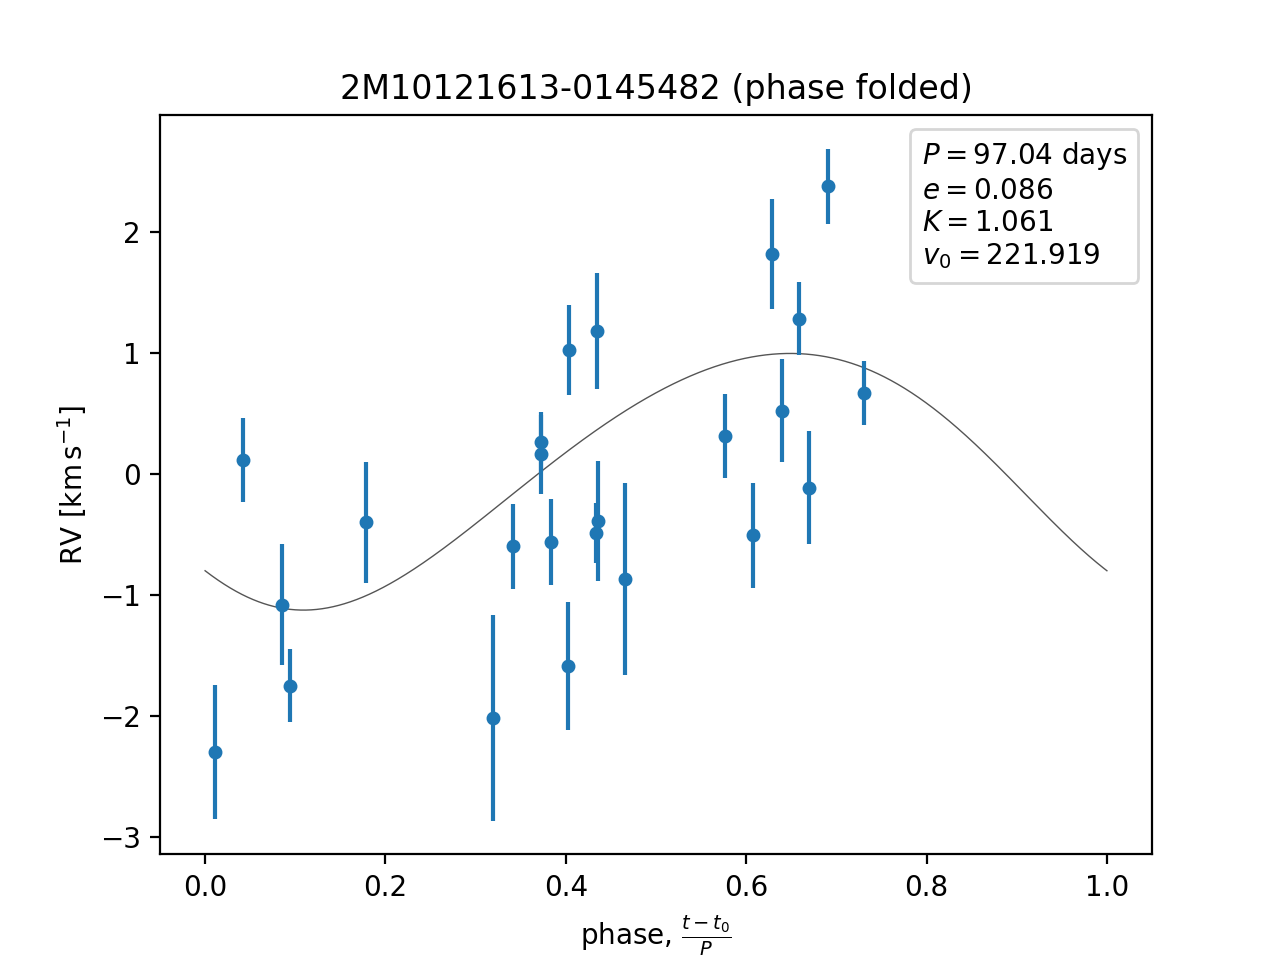 2M10121613-0145482 (phase folded)
P = 97.04 days
e = 0.086
K = 1.061
v₀ = 221.919
RV [km s⁻¹]
2
1
0
−1
−2
−3
0.0 0.2 0.4 0.6 0.8 1.0
phase, (t − t₀)/P